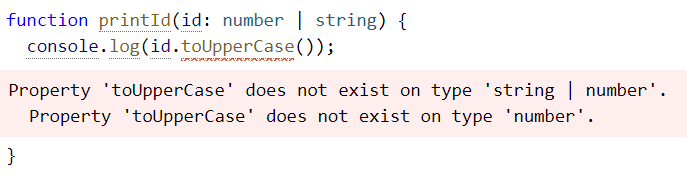 function printId(id: number | string) {
  console.log(id.toUpperCase());
Property 'toUpperCase' does not exist on type 'string | number'.
  Property 'toUpperCase' does not exist on type 'number'.
}